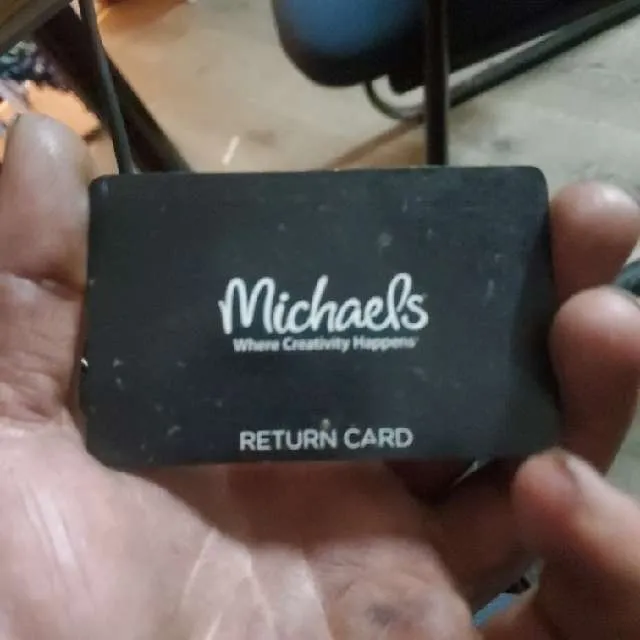 Michaels
Where Creativity Happens
RETURN CARD